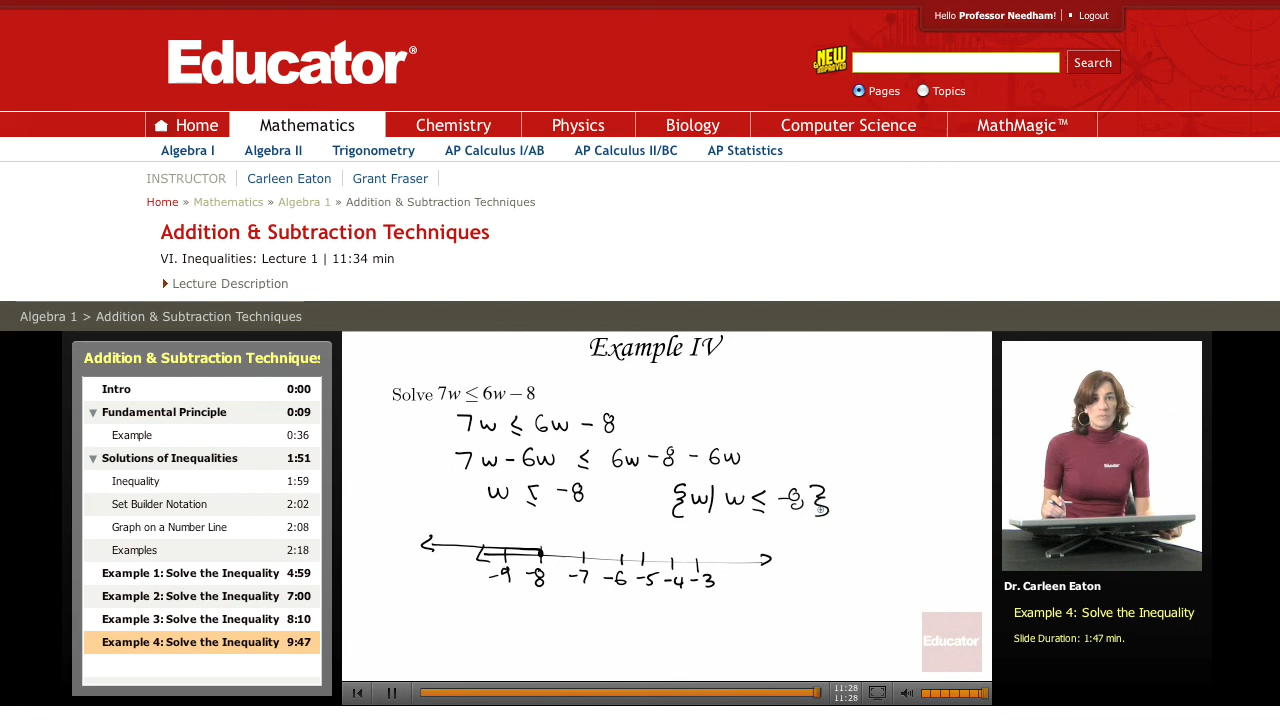 Hello Professor Needham! Logout
Educator®
NEW
& IMPROVED
Search
Pages Topics
Home Mathematics Chemistry Physics Biology Computer Science MathMagic™
Algebra I Algebra II Trigonometry AP Calculus I/AB AP Calculus II/BC AP Statistics
INSTRUCTOR Carleen Eaton Grant Fraser
Home » Mathematics » Algebra 1 » Addition & Subtraction Techniques
Addition & Subtraction Techniques
VI. Inequalities: Lecture 1 | 11:34 min
Lecture Description
Algebra 1 > Addition & Subtraction Techniques
Addition & Subtraction Techniques
Intro 0:00
Fundamental Principle 0:09
Example 0:36
Solutions of Inequalities 1:51
Inequality 1:59
Set Builder Notation 2:02
Graph on a Number Line 2:08
Examples 2:18
Example 1: Solve the Inequality 4:59
Example 2: Solve the Inequality 7:00
Example 3: Solve the Inequality 8:10
Example 4: Solve the Inequality 9:47
Example IV
Solve 7w ≤ 6w − 8
7w ≤ 6w − 8
7w − 6w ≤ 6w − 8 − 6w
w ≤ −8 {w| w ≤ −8}
−9 −8 −7 −6 −5 −4 −3
Educator
11:28
11:28
Dr. Carleen Eaton
Example 4: Solve the Inequality
Slide Duration: 1:47 min.